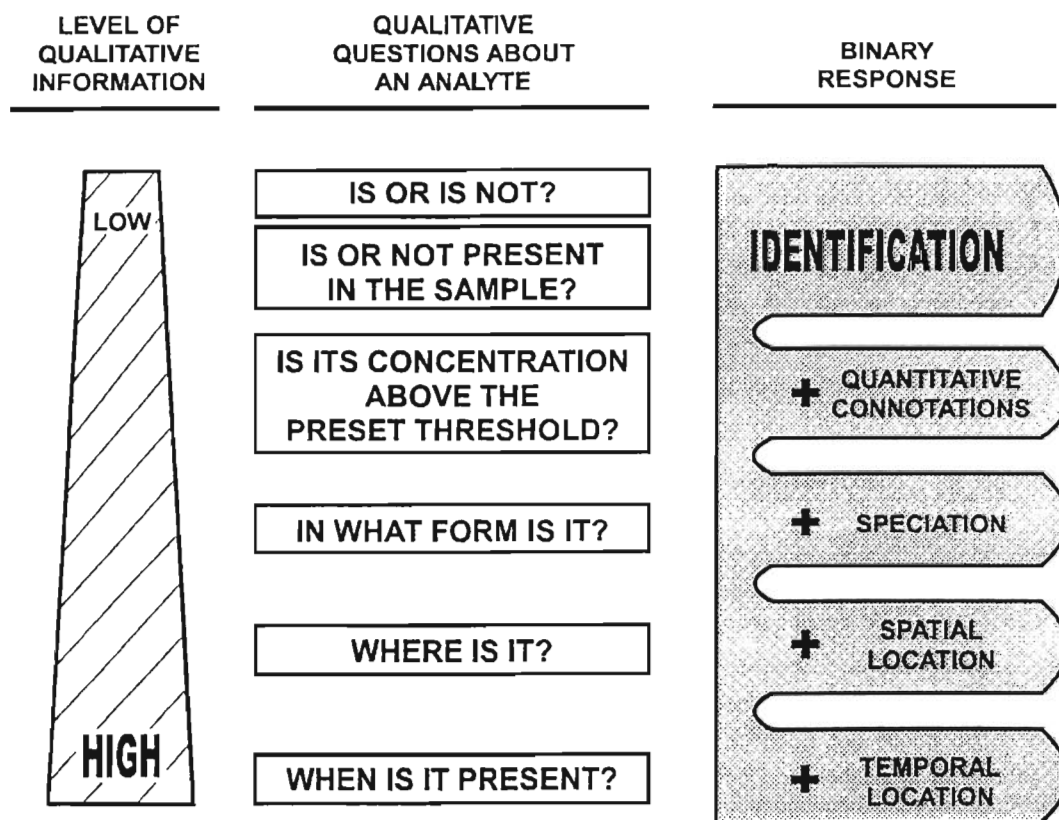 LEVEL OF
QUALITATIVE
INFORMATION
QUALITATIVE
QUESTIONS ABOUT
AN ANALYTE
BINARY
RESPONSE
LOW
HIGH
IS OR IS NOT?
IS OR NOT PRESENT
IN THE SAMPLE?
IS ITS CONCENTRATION
ABOVE THE
PRESET THRESHOLD?
IN WHAT FORM IS IT?
WHERE IS IT?
WHEN IS IT PRESENT?
IDENTIFICATION
+ QUANTITATIVE
CONNOTATIONS
+ SPECIATION
+ SPATIAL
LOCATION
+ TEMPORAL
LOCATION